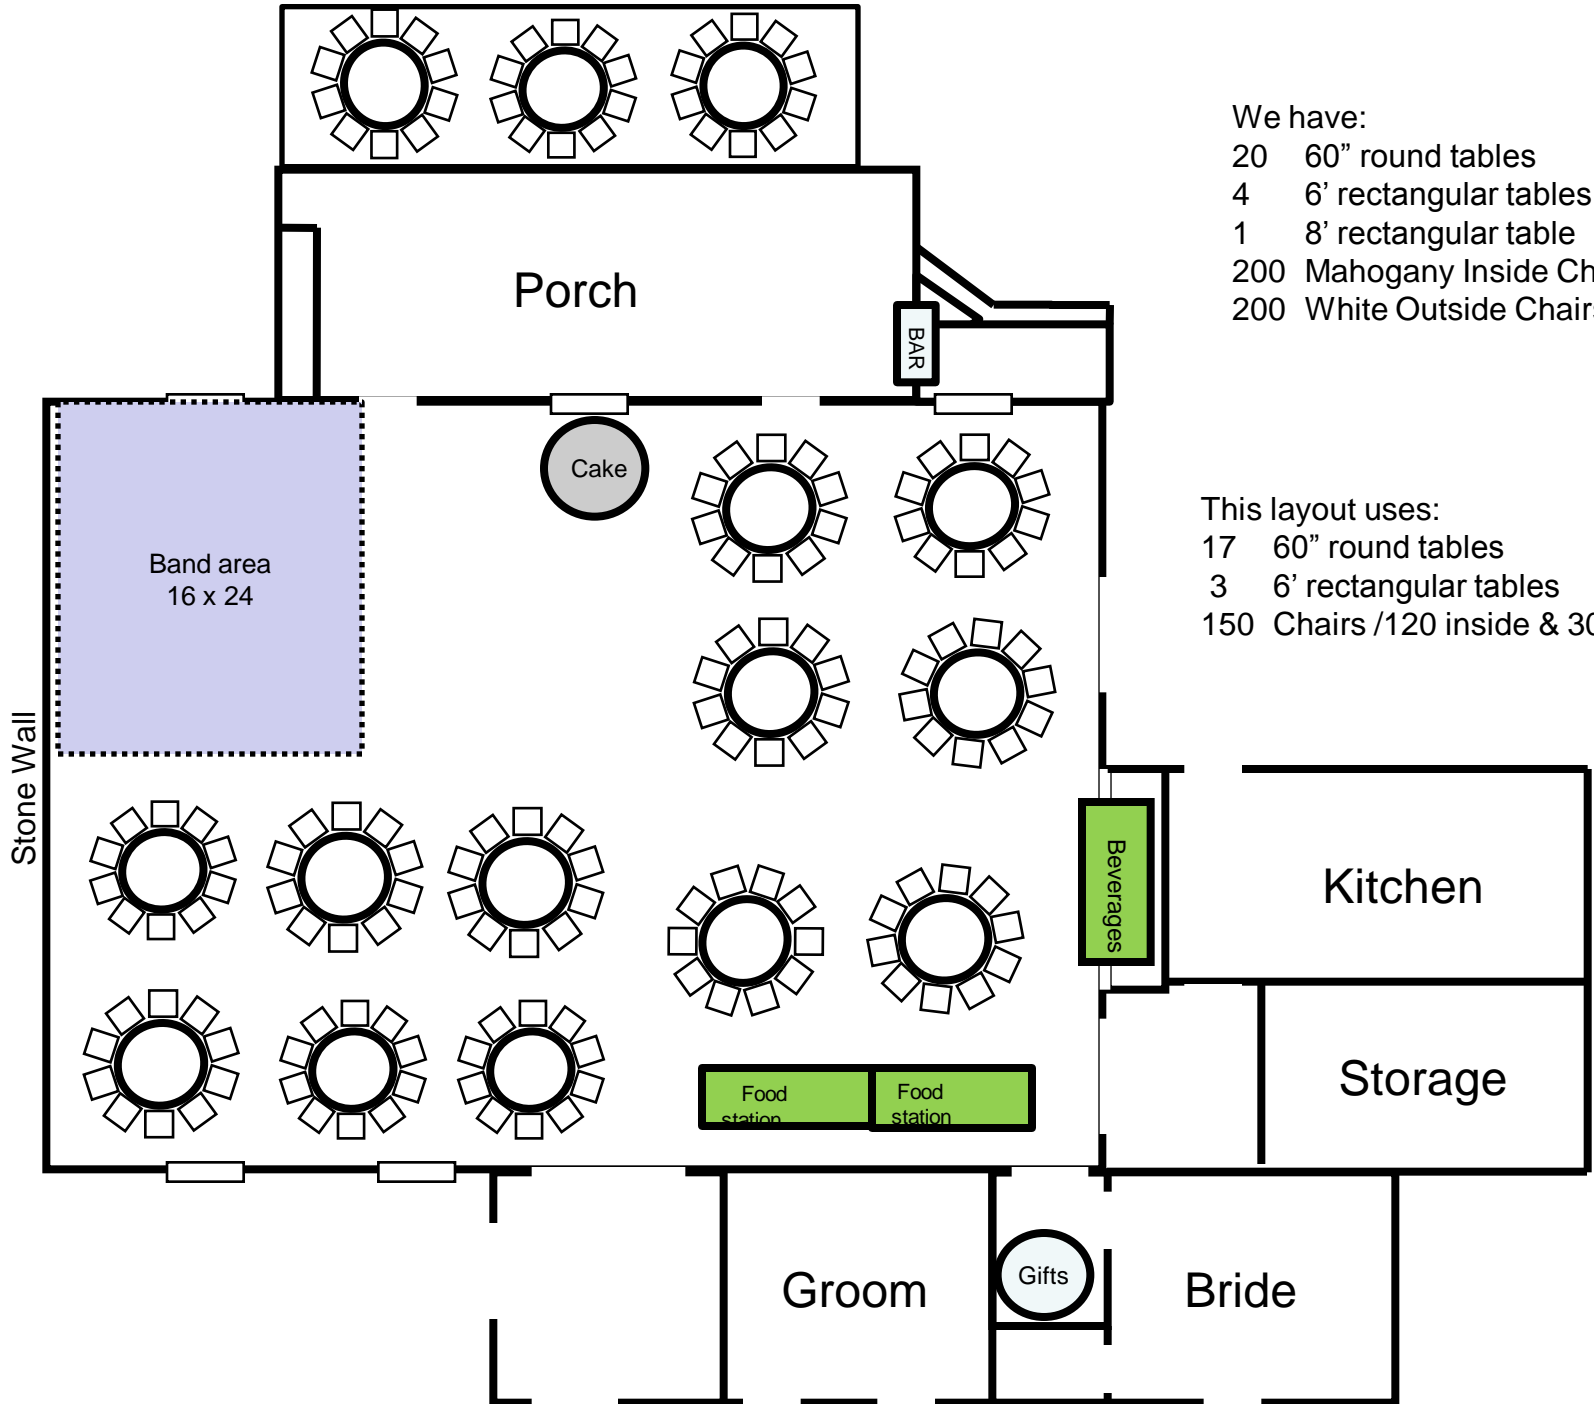 We have:
20 60” round tables
4 6’ rectangular tables
1 8’ rectangular table
200 Mahogany Inside Ch
200 White Outside Chair
Porch
BAR
Cake
Band area
16 x 24
This layout uses:
17 60” round tables
3 6’ rectangular tables
150 Chairs /120 inside & 30
Stone Wall
Beverages
Kitchen
Food
station
Food
station
Storage
Groom
Gifts
Bride